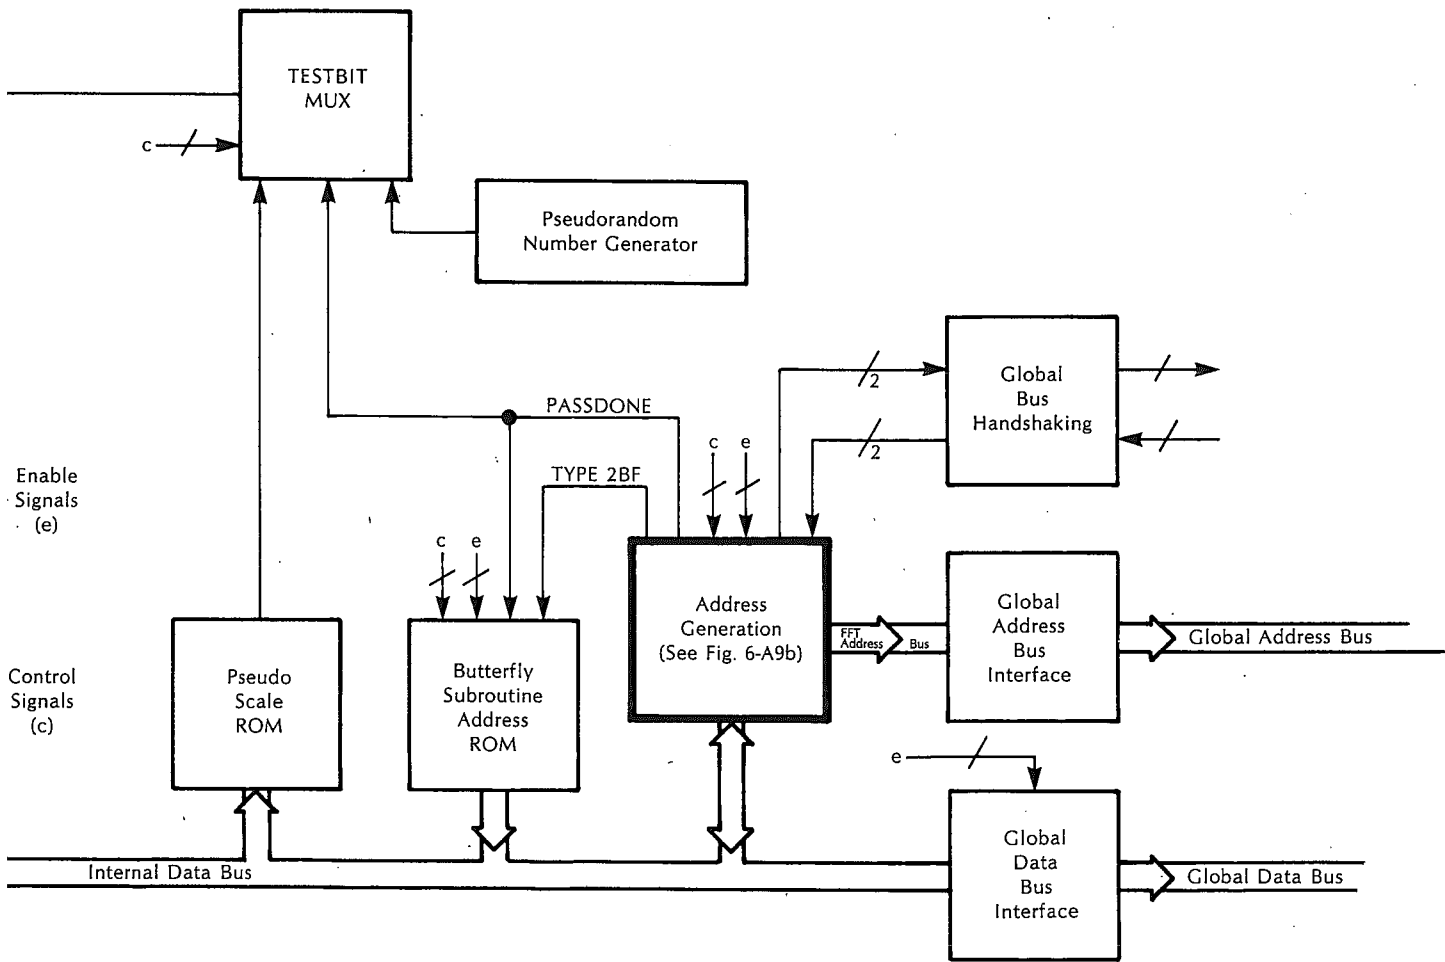 TESTBIT
MUX
c
Pseudorandom
Number Generator
Global
Bus
Handshaking
2
2
PASSDONE
c e
TYPE 2BF
Enable
Signals
(e)
c e
Address
Generation
(See Fig. 6-A9b)
FFT
Address Bus
Global
Address
Bus
Interface
Global Address Bus
Control
Signals
(c)
Pseudo
Scale
ROM
Butterfly
Subroutine
Address
ROM
e
Global
Data
Bus
Interface
Internal Data Bus
Global Data Bus